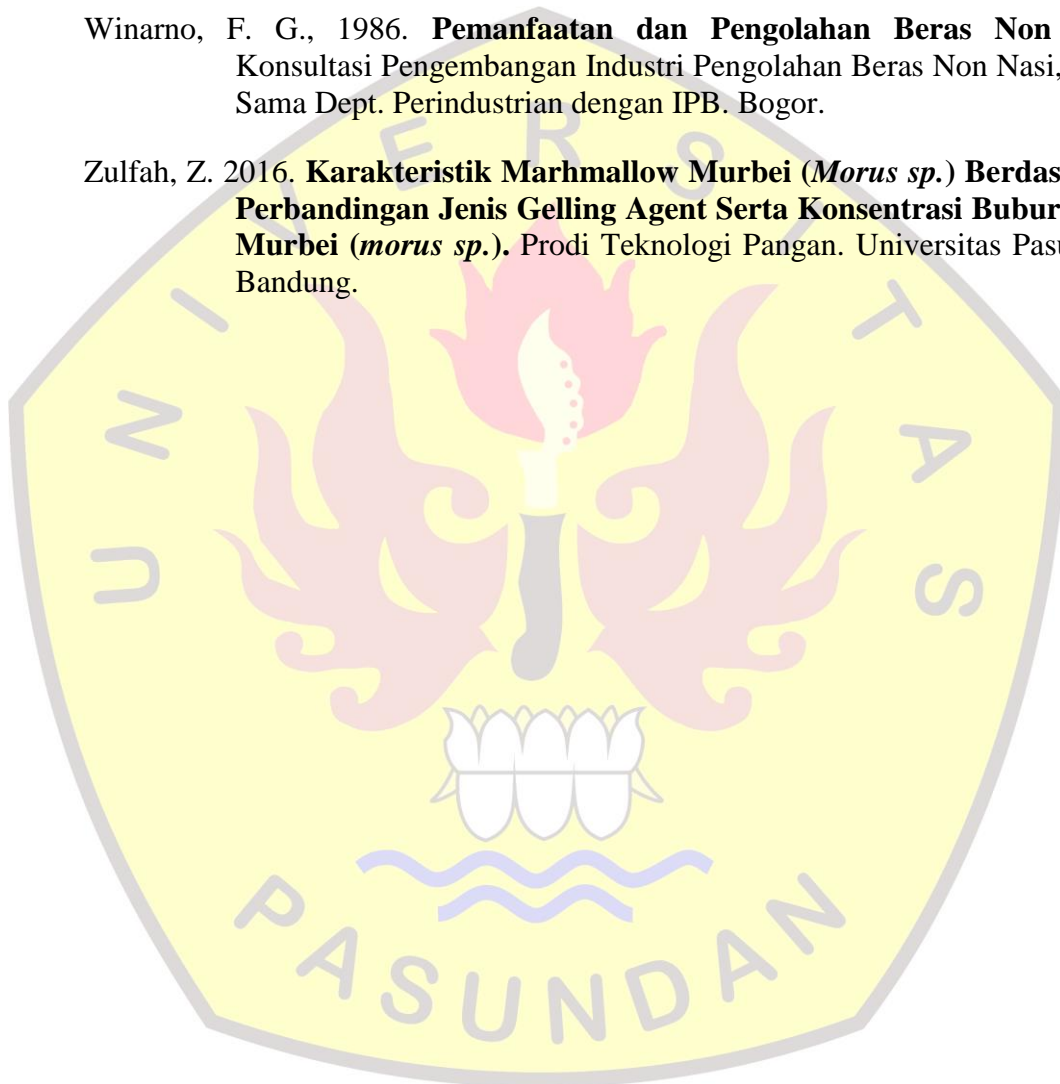 Winarno, F. G., 1986. Pemanfaatan dan Pengolahan Beras Non
Konsultasi Pengembangan Industri Pengolahan Beras Non Nasi,
Sama Dept. Perindustrian dengan IPB. Bogor.
Zulfah, Z. 2016. Karakteristik Marhmallow Murbei (Morus sp.) Berdas
Perbandingan Jenis Gelling Agent Serta Konsentrasi Bubur
Murbei (morus sp.). Prodi Teknologi Pangan. Universitas Pasu
Bandung.
UNIVERSITAS
PASUNDAN